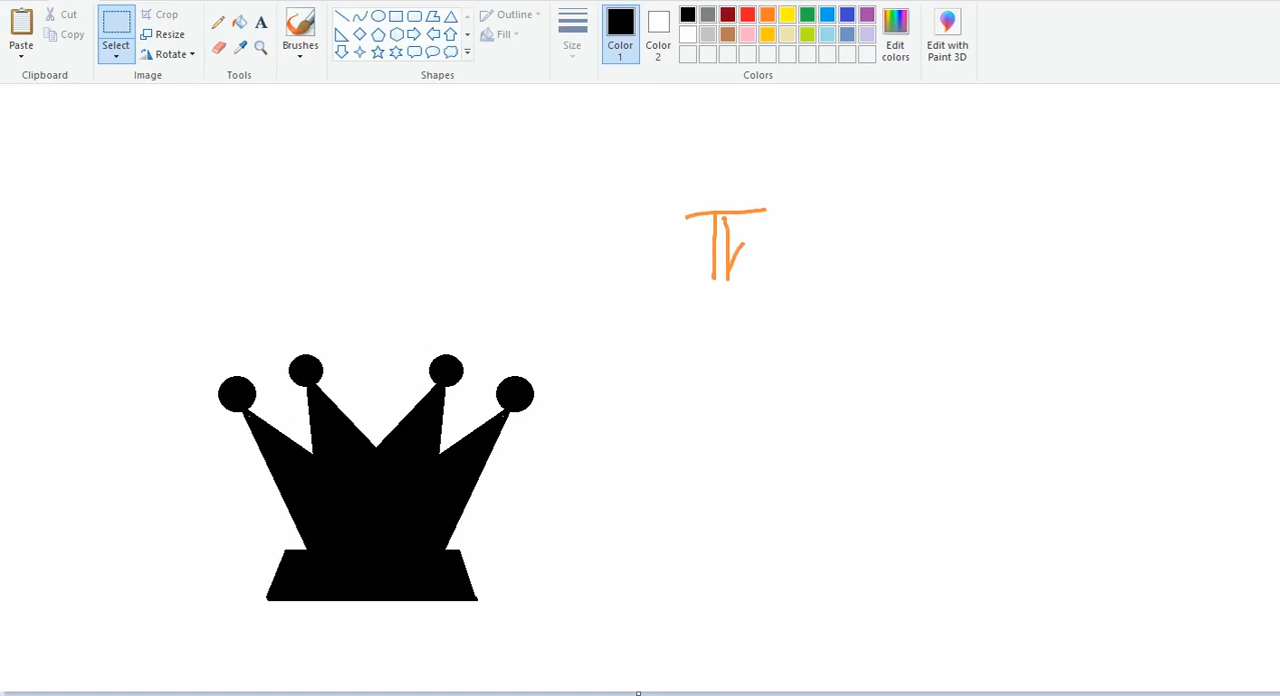 Paste
Cut
Copy
Clipboard
Select
Crop
Resize
Rotate
Image
A
Tools
Brushes
Shapes
Outline
Fill
Size
Color
1
Color
2
Colors
Edit
colors
Edit with
Paint 3D